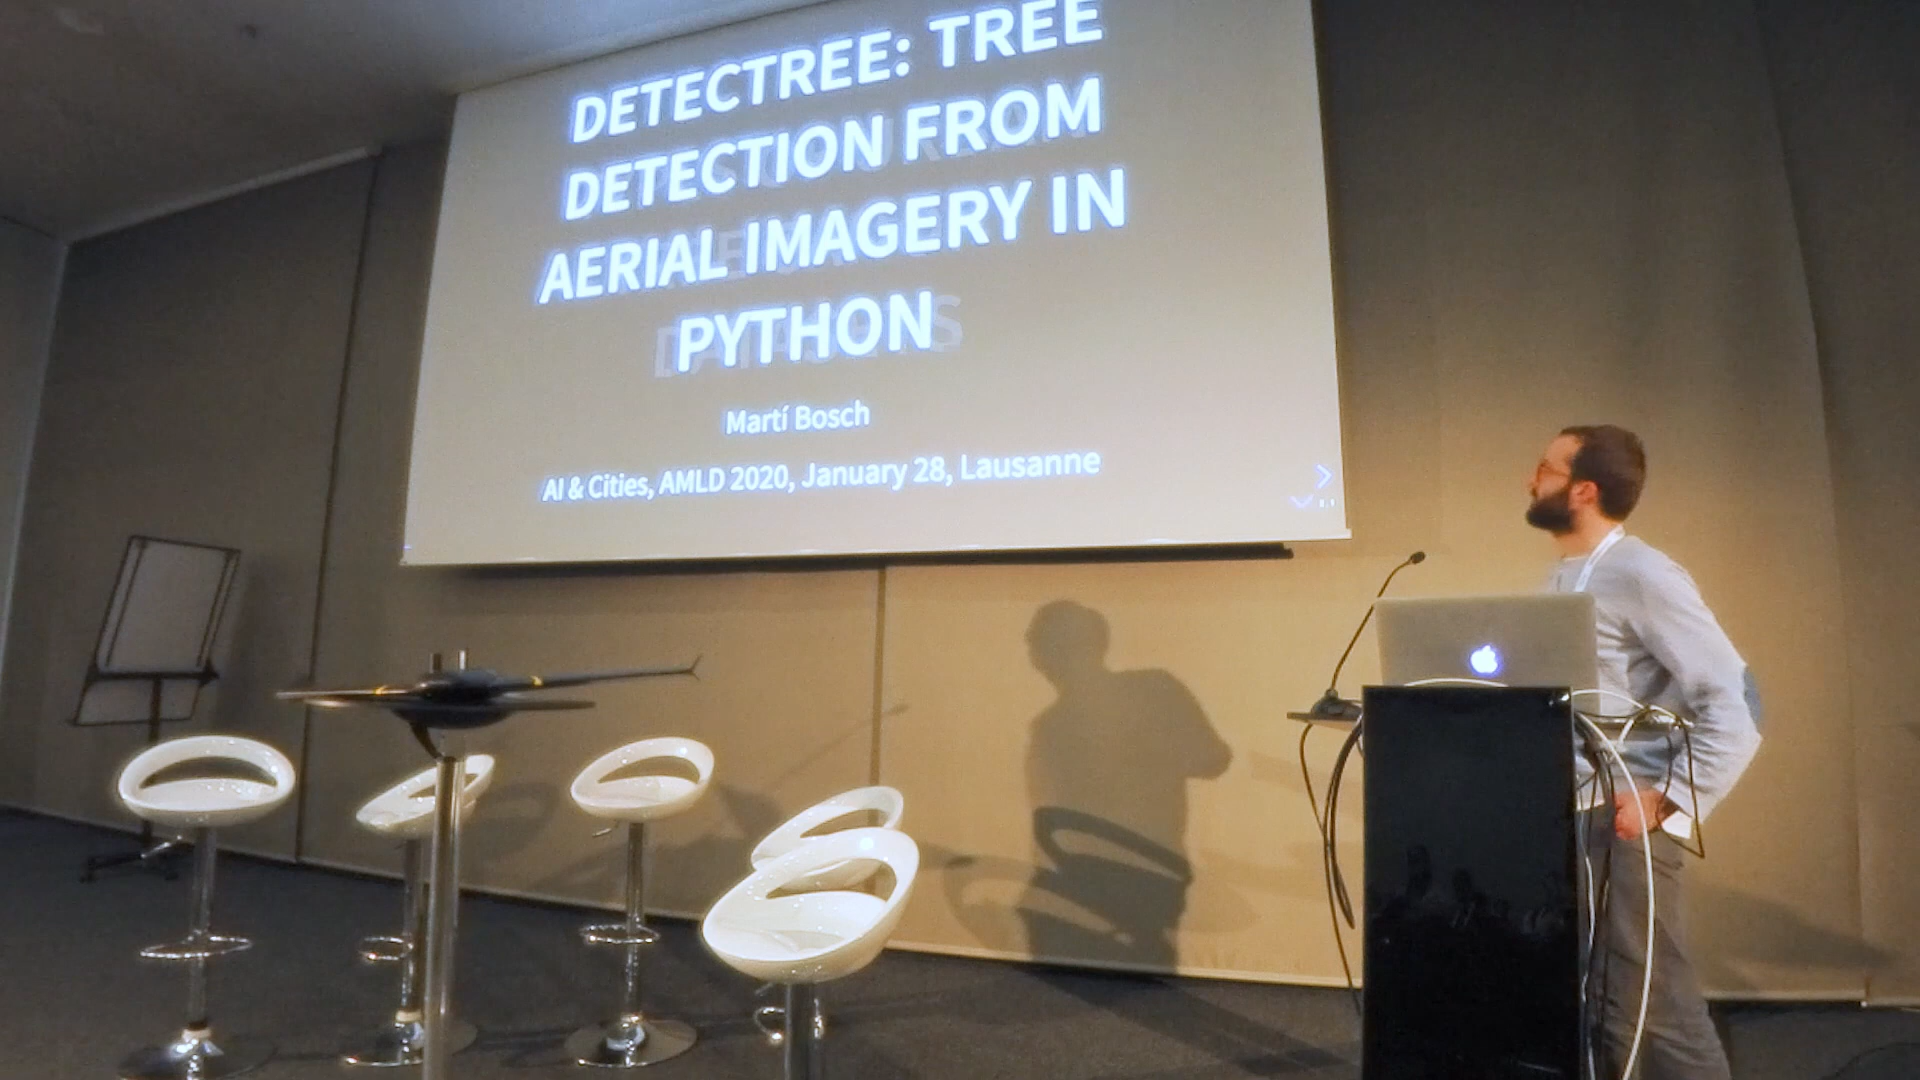 DETECTREE: TREE
DETECTION FROM
AERIAL IMAGERY IN
PYTHON
Martí Bosch
AI & Cities, AMLD 2020, January 28, Lausanne